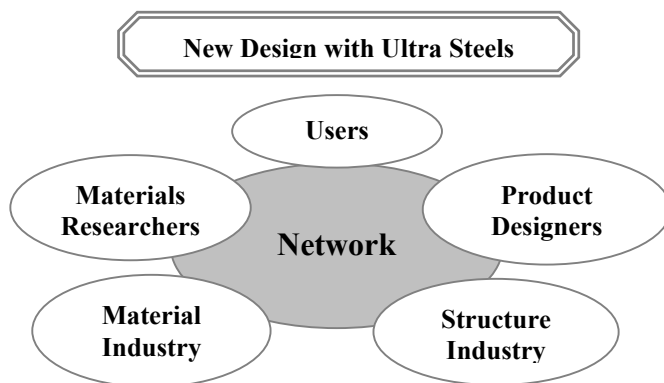 New Design with Ultra Steels
Users
Materials
Researchers
Product
Designers
Network
Material
Industry
Structure
Industry